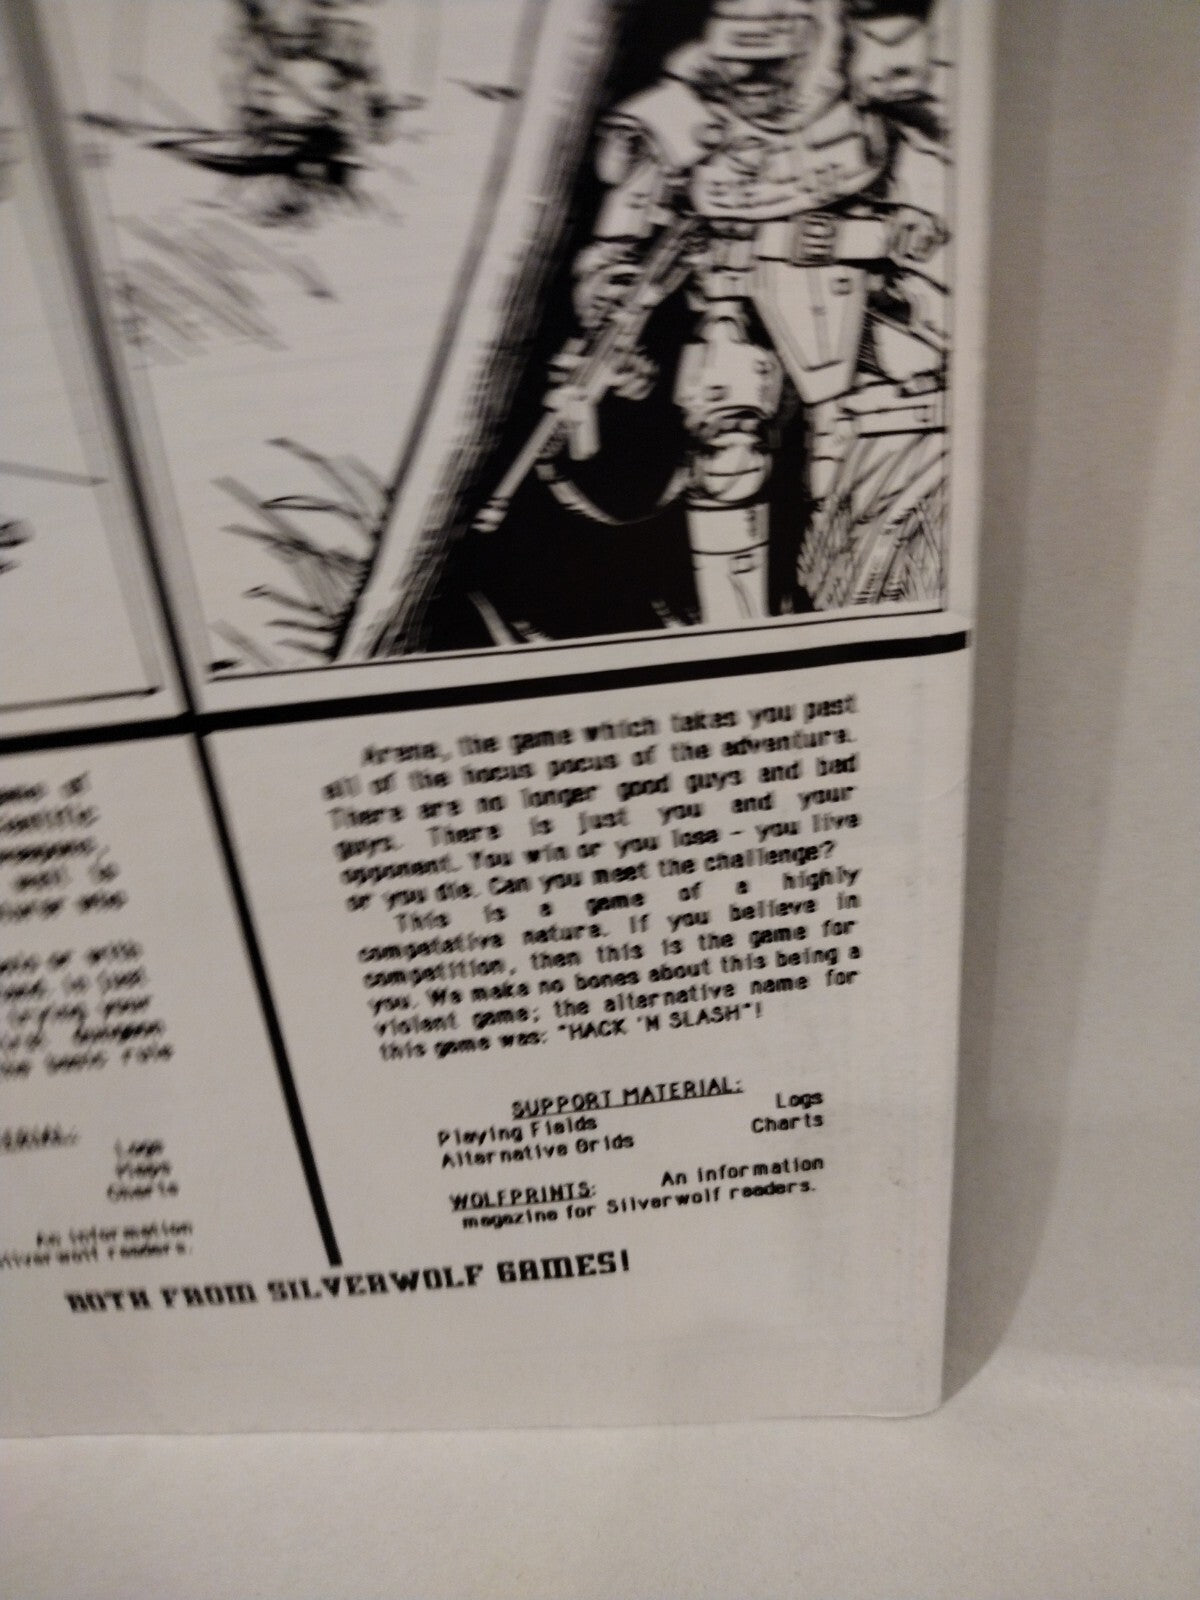 Arena, the game which takes you past
all of the hocus pocus of the adventure.
There are no longer good guys and bad
guys. There is just you and your
opponent. You win or you lose - you live
or you die. Can you meet the challenge?
This is a game of a highly
competative nature. If you believe in
competition, then this is the game for
you. We make no bones about this being a
violent game; the alternative name for
this game was: "HACK 'N SLASH"!
SUPPORT MATERIAL:
Playing Fields Logs
Alternative Grids Charts
WOLFPRINTS: An information
magazine for Silverwolf readers.
Logs
Charts
An information
Silverwolf readers.
BOTH FROM SILVERWOLF GAMES!